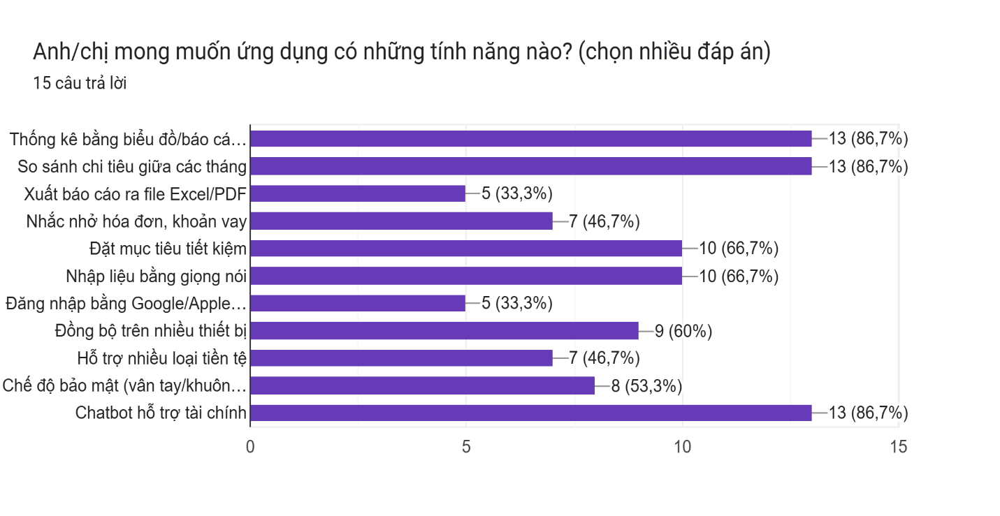 Anh/chị mong muốn ứng dụng có những tính năng nào? (chọn nhiều đáp án)
15 câu trả lời
Thống kê bằng biểu đồ/báo cá… 13 (86,7%)
So sánh chi tiêu giữa các tháng 13 (86,7%)
Xuất báo cáo ra file Excel/PDF 5 (33,3%)
Nhắc nhở hóa đơn, khoản vay 7 (46,7%)
Đặt mục tiêu tiết kiệm 10 (66,7%)
Nhập liệu bằng giọng nói 10 (66,7%)
Đăng nhập bằng Google/Apple… 5 (33,3%)
Đồng bộ trên nhiều thiết bị 9 (60%)
Hỗ trợ nhiều loại tiền tệ 7 (46,7%)
Chế độ bảo mật (vân tay/khuôn… 8 (53,3%)
Chatbot hỗ trợ tài chính 13 (86,7%)
0 5 10 15